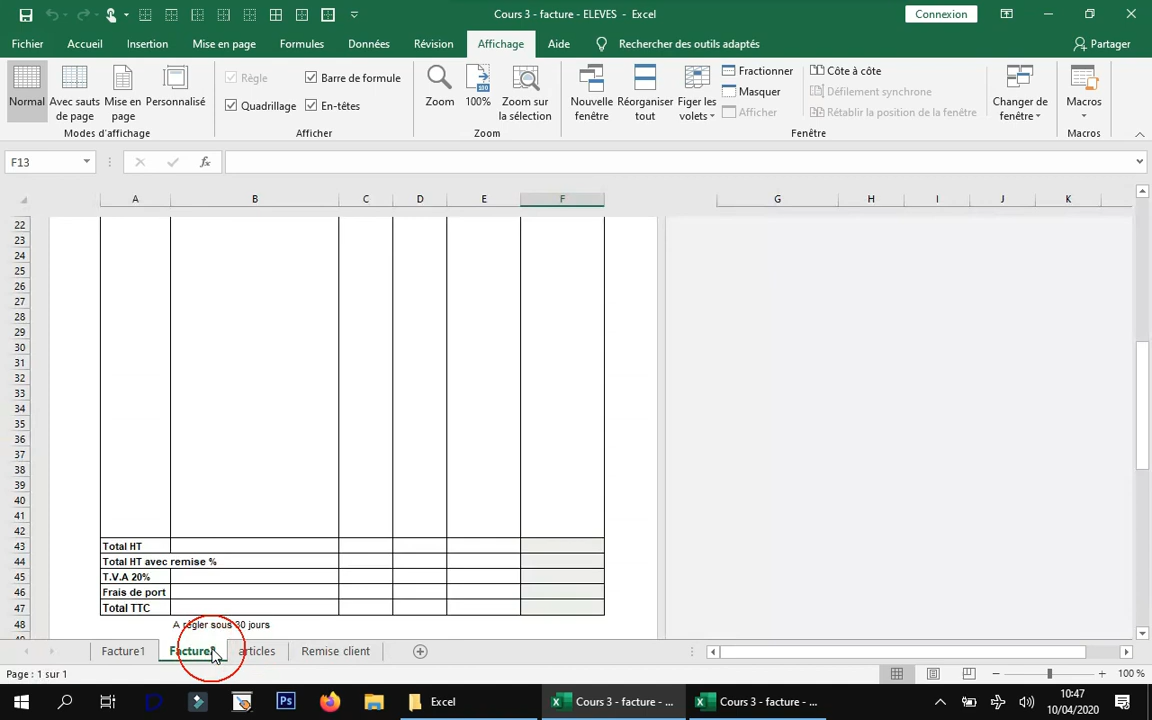 Cours 3 - facture - ELEVES - Excel
Connexion
Fichier Accueil Insertion Mise en page Formules Données Révision Affichage Aide Rechercher des outils adaptés Partager
Normal
Avec sauts de page
Mise en page
Personnalisé
Modes d'affichage
Règle
Barre de formule
Quadrillage
En-têtes
Afficher
Zoom
100%
Zoom sur la sélection
Zoom
Nouvelle fenêtre
Réorganiser tout
Figer les volets
Fractionner
Masquer
Afficher
Côte à côte
Défilement synchrone
Rétablir la position de la fenêtre
Changer de fenêtre
Fenêtre
Macros
Macros
F13
fx
A B C D E F G H I J K
22
23
24
25
26
27
28
29
30
31
32
33
34
35
36
37
38
39
40
41
42
43 Total HT
44 Total HT avec remise %
45 T.V.A 20%
46 Frais de port
47 Total TTC
48 A régler sous 30 jours
Facture1 articles Remise client
Page : 1 sur 1
100 %
Excel
Cours 3 - facture - ...
Cours 3 - facture - ...
10:47
10/04/2020